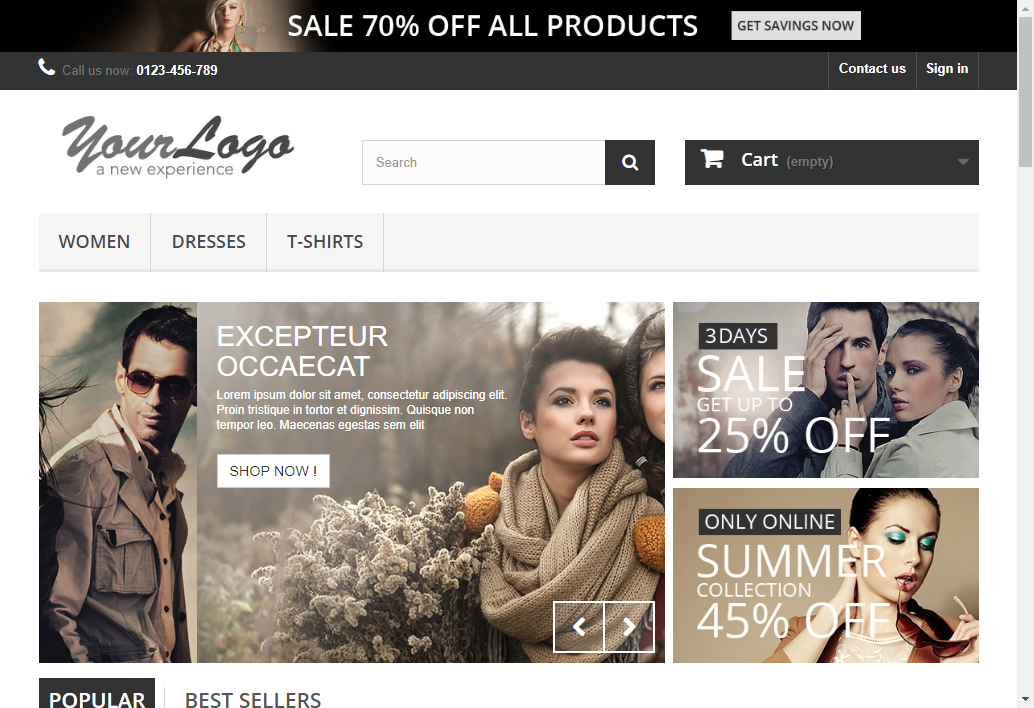 SALE 70% OFF ALL PRODUCTS
GET SAVINGS NOW
Call us now: 0123-456-789
Contact us
Sign in
YourLogo
a new experience
Search
Cart (empty)
WOMEN
DRESSES
T-SHIRTS
EXCEPTEUR
OCCAECAT
Lorem ipsum dolor sit amet, consectetur adipiscing elit.
Proin tristique in tortor et dignissim. Quisque non
tempor leo. Maecenas egestas sem elit
SHOP NOW !
3 DAYS
SALE
GET UP TO
25% OFF
ONLY ONLINE
SUMMER
COLLECTION
45% OFF
POPULAR
BEST SELLERS